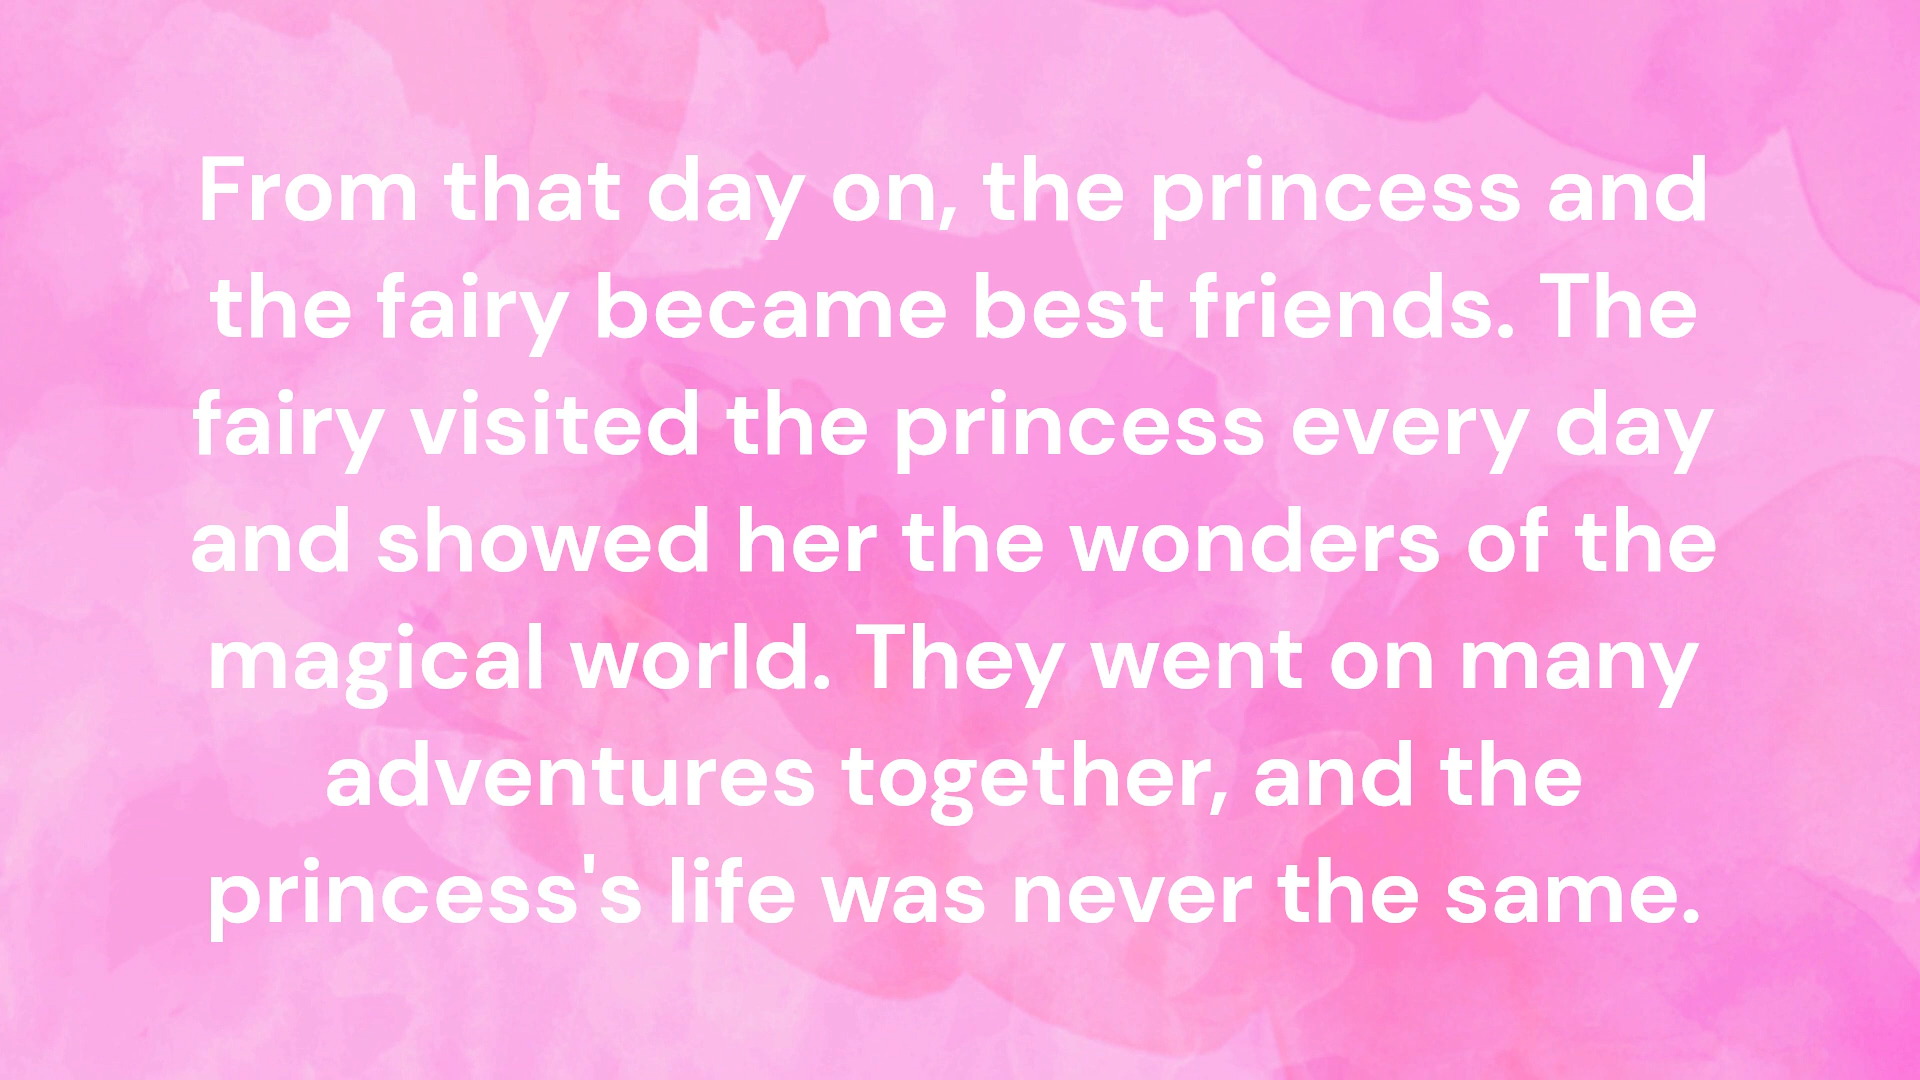 From that day on, the princess and
the fairy became best friends. The
fairy visited the princess every day
and showed her the wonders of the
magical world. They went on many
adventures together, and the
princess's life was never the same.